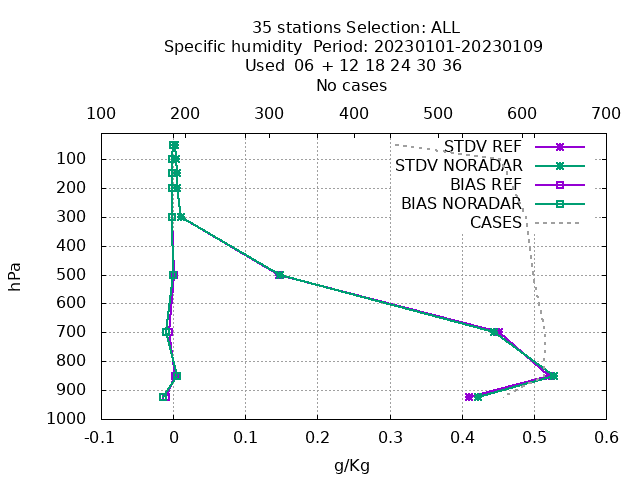 35 stations Selection: ALL
Specific humidity  Period: 20230101-20230109
Used  06 + 12 18 24 30 36
No cases
100 200 300 400 500 600 700
STDV REF
STDV NORADAR
BIAS REF
BIAS NORADAR
CASES
100
200
300
400
500
600
700
800
900
1000
hPa
-0.1 0 0.1 0.2 0.3 0.4 0.5 0.6
g/Kg